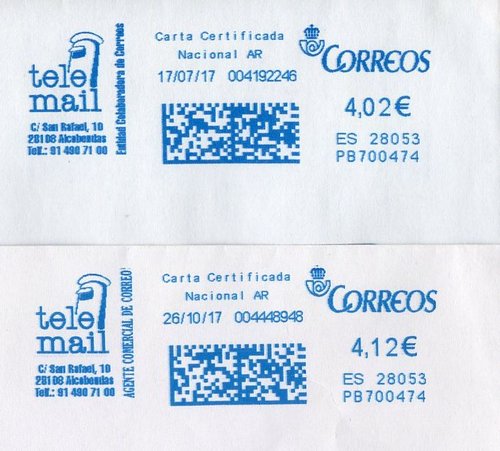 tele
mail
C/ San Rafael, 10
28108 Alcobendas
Telf.: 91 490 71 00
Entidad Colaboradora de Correos
Carta Certificada
Nacional AR
17/07/17 004192246
CORREOS
4,02€
ES 28053
PB700474
tele
mail
C/ San Rafael, 10
28108 Alcobendas
Telf.: 91 490 71 00
AGENTE COMERCIAL DE CORREO
Carta Certificada
Nacional AR
26/10/17 004448948
CORREOS
4,12€
ES 28053
PB700474